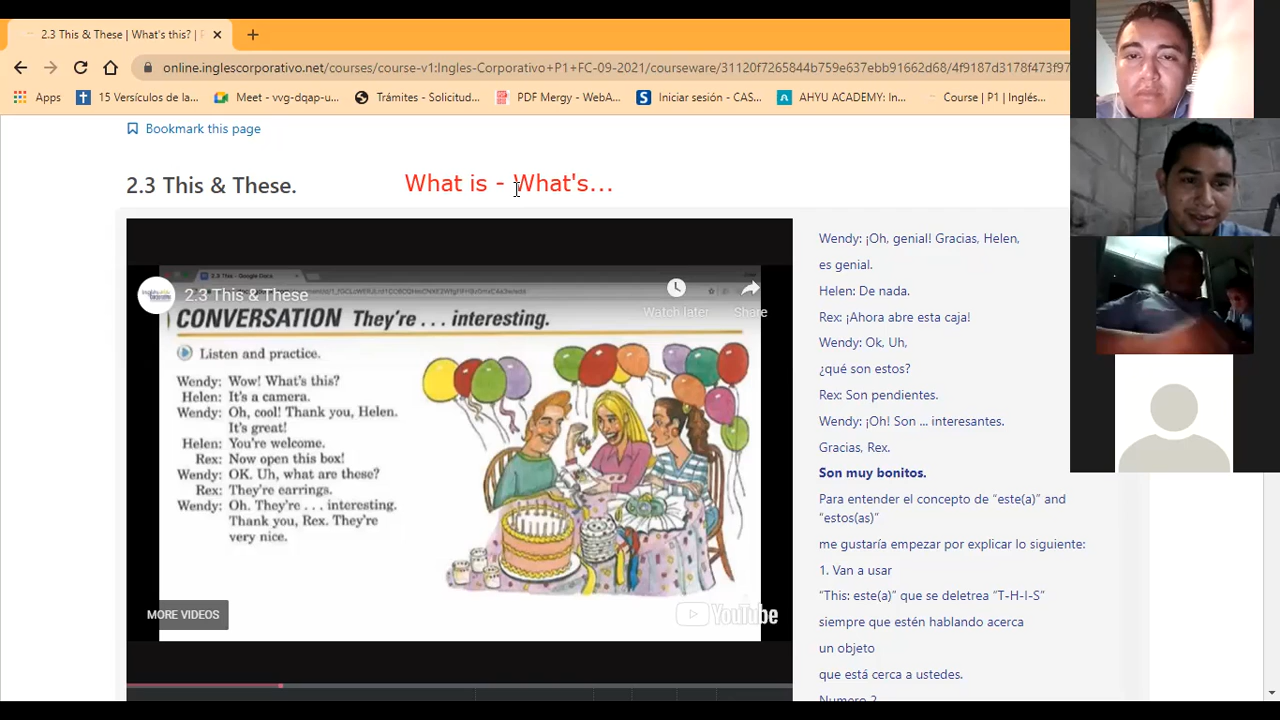 2.3 This & These | What's this? |
online.inglescorporativo.net/courses/course-v1:Ingles-Corporativo+P1+FC-09-2021/courseware/31120f7265844b759e637ebb91662d68/4f9187d3178f473f97
Apps 15 Versículos de la... Meet - vvg-dqap-u... Trámites - Solicitud... PDF Mergy - WebA... Iniciar sesión - CAS... AHYU ACADEMY: In... Course | P1 | Inglés...
Bookmark this page
2.3 This & These.
What is - What's...
2.3 This & These
Watch later
Share
CONVERSATION They're . . . interesting.
Listen and practice.
Wendy: Wow! What's this?
Helen: It's a camera.
Wendy: Oh, cool! Thank you, Helen.
It's great!
Helen: You're welcome.
Rex: Now open this box!
Wendy: OK. Uh, what are these?
Rex: They're earrings.
Wendy: Oh. They're . . . interesting.
Thank you, Rex. They're
very nice.
MORE VIDEOS
YouTube
Wendy: ¡Oh, genial! Gracias, Helen,
es genial.
Helen: De nada.
Rex: ¡Ahora abre esta caja!
Wendy: Ok, Uh,
¿qué son estos?
Rex: Son pendientes.
Wendy: ¡Oh! Son ... interesantes.
Gracias, Rex.
Son muy bonitos.
Para entender el concepto de “este(a)” and
“estos(as)”
me gustaría empezar por explicar lo siguiente:
1. Van a usar
“This: este(a)” que se deletrea “T-H-I-S”
siempre que estén hablando acerca
un objeto
que está cerca a ustedes.
Numero 2